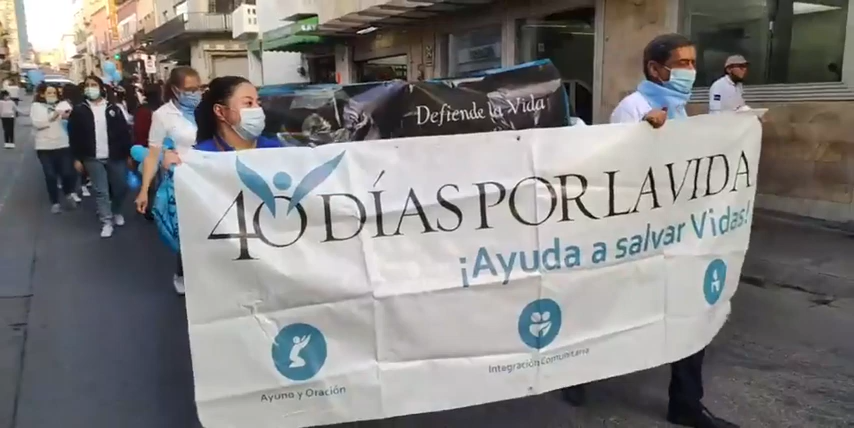 Defiende la Vida
40 DÍAS POR LA VIDA
¡Ayuda a salvar Vidas!
Ayuno y Oración
Integración Comunitaria